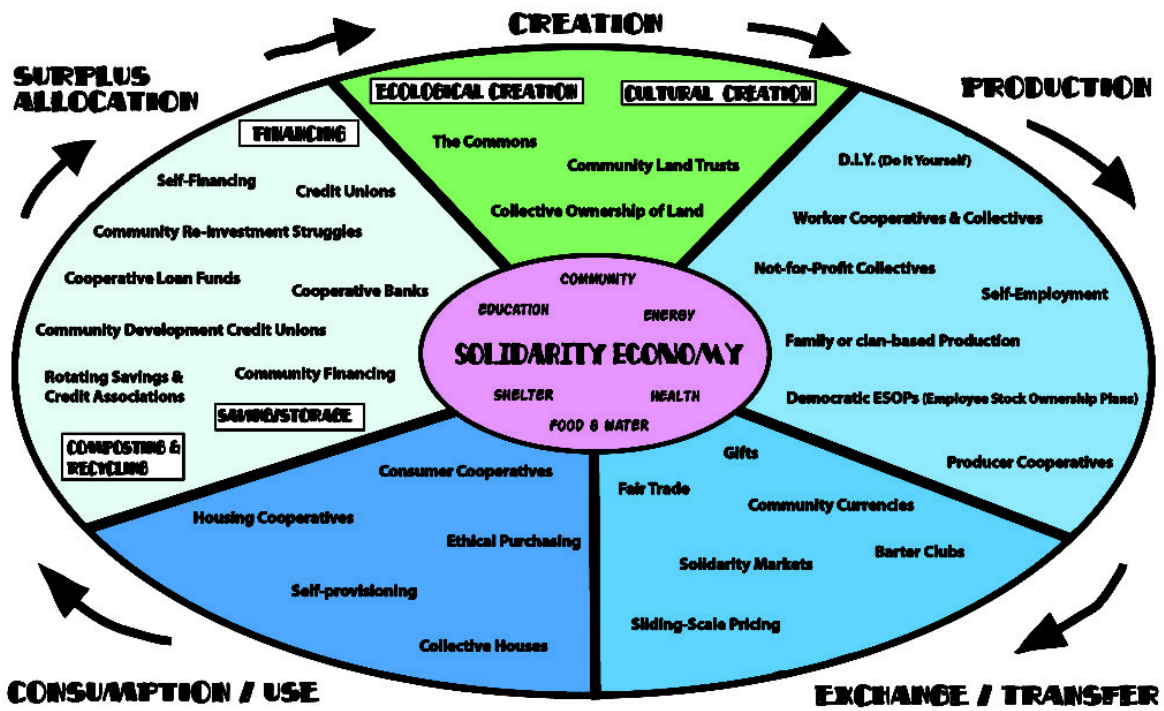 CREATION
SURPLUS
ALLOCATION
PRODUCTION
ECOLOGICAL CREATION
CULTURAL CREATION
The Commons
Community Land Trusts
Collective Ownership of Land
FINANCING
Self-Financing
Credit Unions
Community Re-Investment Struggles
Cooperative Loan Funds
Cooperative Banks
Community Development Credit Unions
Rotating Savings &
Credit Associations
Community Financing
SAVING/STORAGE
COMPOSTING &
RECYCLING
D.I.Y. (Do It Yourself)
Worker Cooperatives & Collectives
Not-for-Profit Collectives
Self-Employment
Family or clan-based Production
Democratic ESOPs (Employee Stock Ownership Plans)
Producer Cooperatives
COMMUNITY
EDUCATION
ENERGY
SOLIDARITY ECONOMY
SHELTER
HEALTH
FOOD & WATER
Consumer Cooperatives
Housing Cooperatives
Ethical Purchasing
Self-provisioning
Collective Houses
Gifts
Fair Trade
Community Currencies
Barter Clubs
Solidarity Markets
Sliding-Scale Pricing
CONSUMPTION / USE
EXCHANGE / TRANSFER